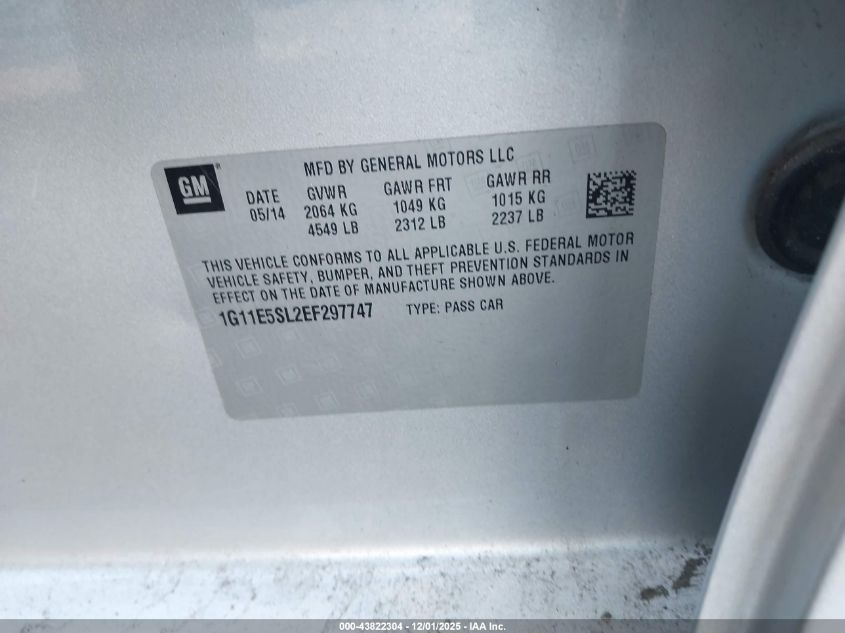 GM®
MFD BY GENERAL MOTORS LLC
DATE GVWR GAWR FRT GAWR RR
05/14 2064 KG 1049 KG 1015 KG
4549 LB 2312 LB 2237 LB
THIS VEHICLE CONFORMS TO ALL APPLICABLE U.S. FEDERAL MOTOR
VEHICLE SAFETY, BUMPER, AND THEFT PREVENTION STANDARDS IN
EFFECT ON THE DATE OF MANUFACTURE SHOWN ABOVE.
1G11E5SL2EF297747 TYPE: PASS CAR
000-43822304 - 12/01/2025 - IAA Inc.